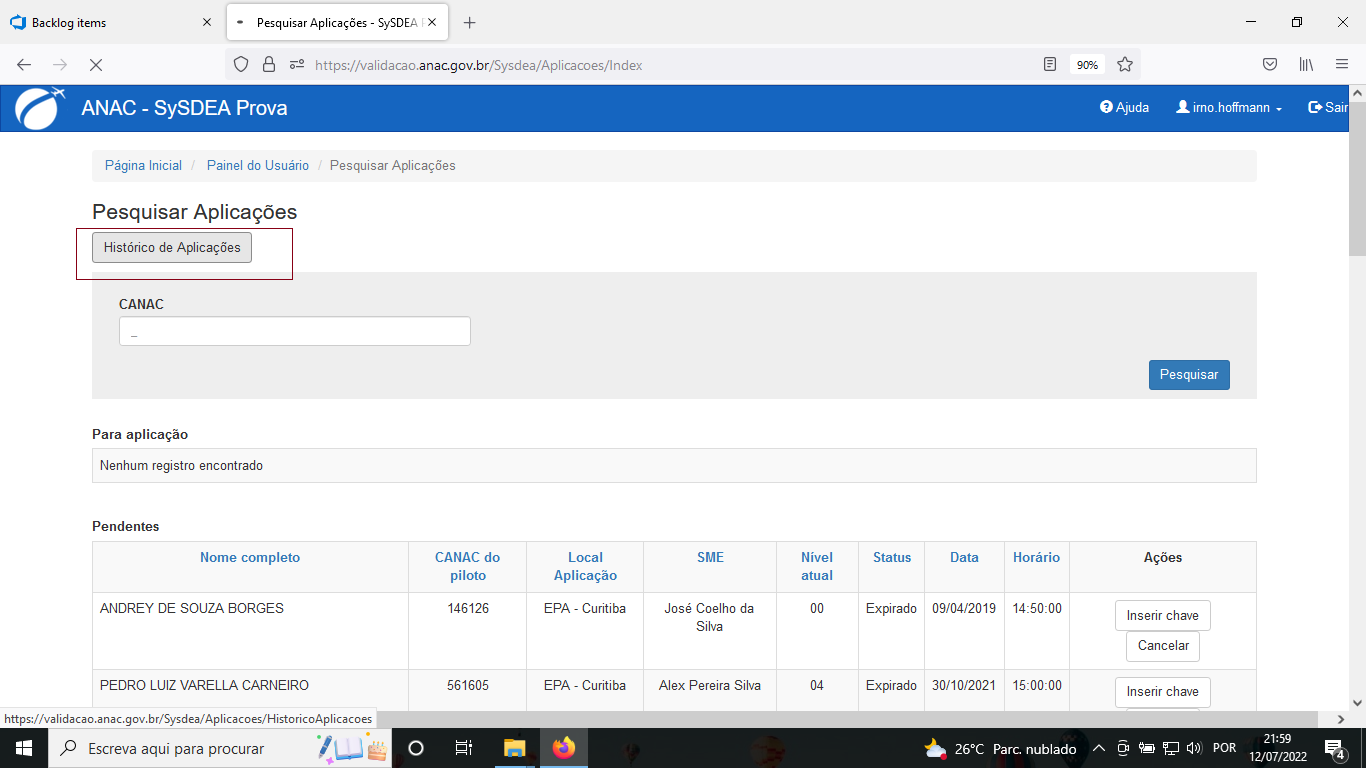 Backlog items
Pesquisar Aplicações - SySDEA P
https://validacao.anac.gov.br/Sysdea/Aplicacoes/Index
90%
ANAC - SySDEA Prova
Ajuda
irno.hoffmann
Sair
Página Inicial / Painel do Usuário / Pesquisar Aplicações
Pesquisar Aplicações
Histórico de Aplicações
CANAC
_
Pesquisar
Para aplicação
Nenhum registro encontrado
Pendentes
Nome completo CANAC do piloto Local Aplicação SME Nível atual Status Data Horário Ações
ANDREY DE SOUZA BORGES 146126 EPA - Curitiba José Coelho da Silva 00 Expirado 09/04/2019 14:50:00 Inserir chave
Cancelar
PEDRO LUIZ VARELLA CARNEIRO 561605 EPA - Curitiba Alex Pereira Silva 04 Expirado 30/10/2021 15:00:00 Inserir chave
https://validacao.anac.gov.br/Sysdea/Aplicacoes/HistoricoAplicacoes
Escreva aqui para procurar
26°C Parc. nublado
POR
21:59
12/07/2022
4